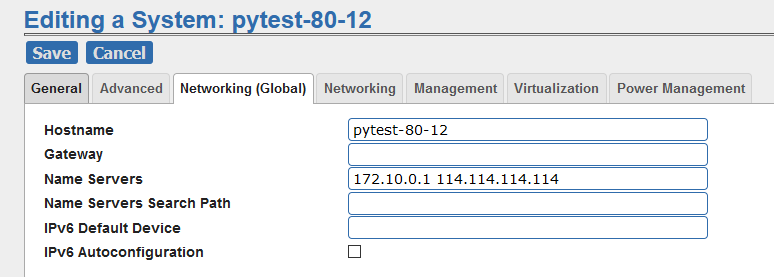 Editing a System: pytest-80-12
Save Cancel
General Advanced Networking (Global) Networking Management Virtualization Power Management
Hostname pytest-80-12
Gateway
Name Servers 172.10.0.1 114.114.114.114
Name Servers Search Path
IPv6 Default Device
IPv6 Autoconfiguration